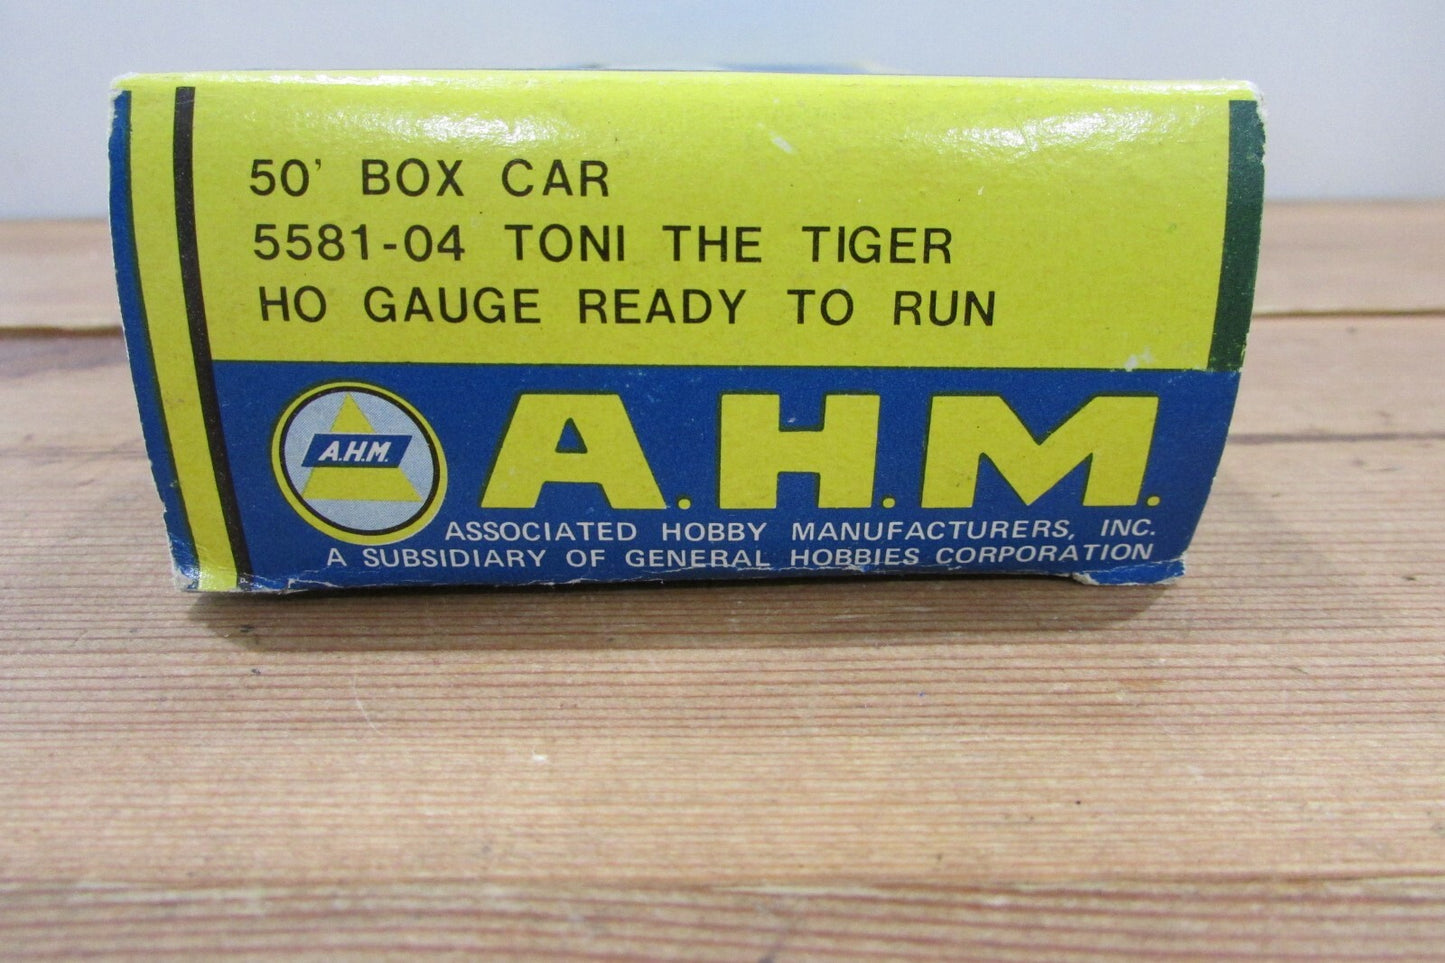 50' BOX CAR
5581-04 TONI THE TIGER
HO GAUGE READY TO RUN
A.H.M.
A.H.M.
ASSOCIATED HOBBY MANUFACTURERS, INC.
A SUBSIDIARY OF GENERAL HOBBIES CORPORATION